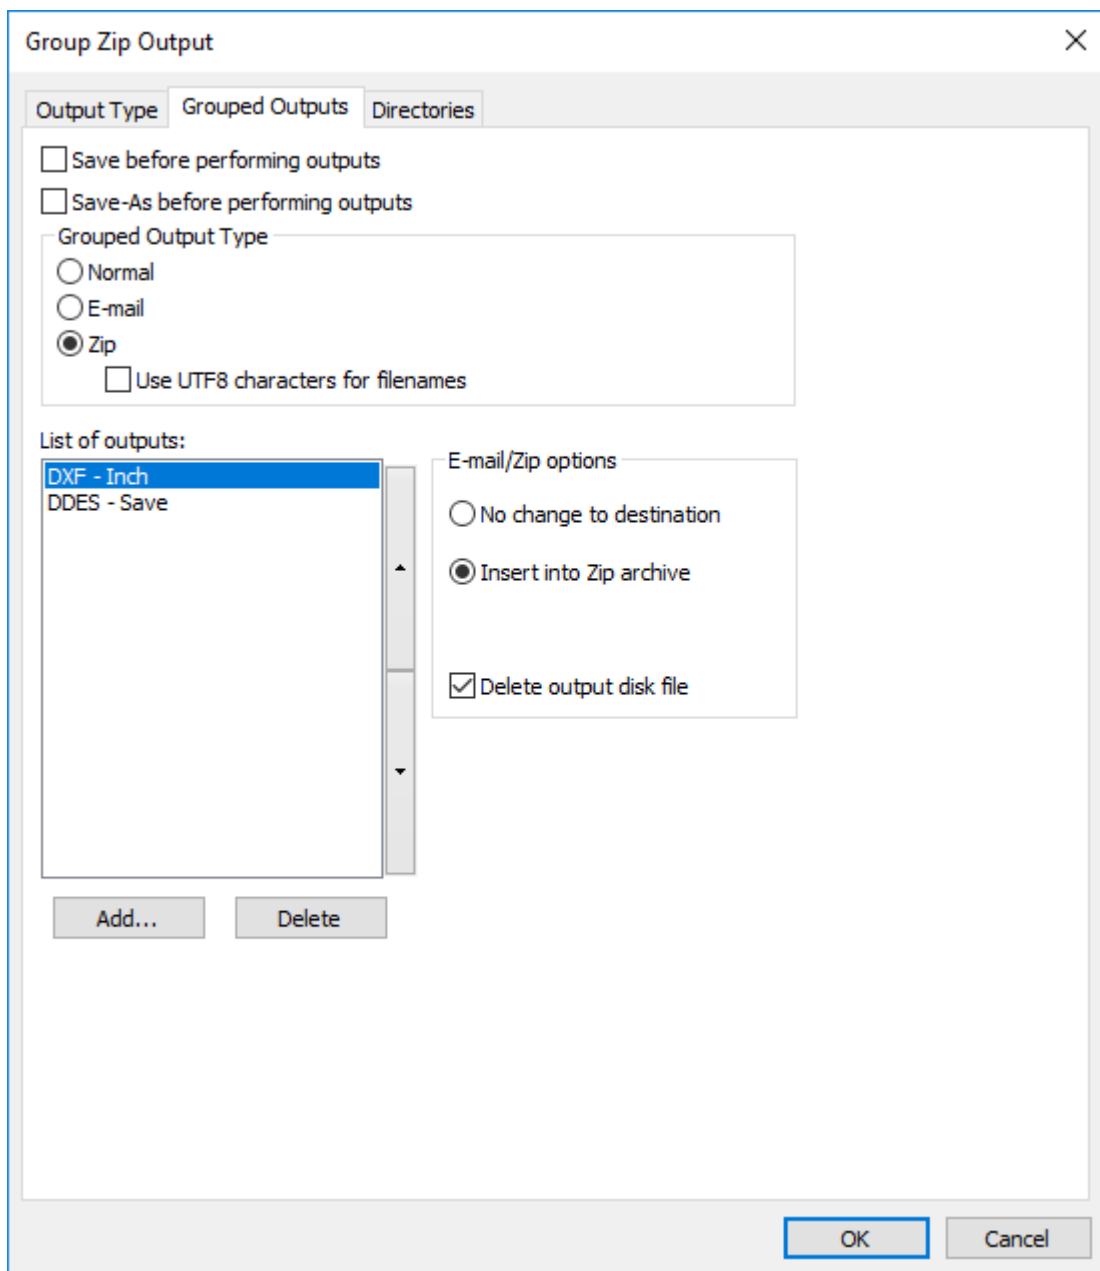 Group Zip Output
Output Type Grouped Outputs Directories
Save before performing outputs
Save-As before performing outputs
Grouped Output Type
Normal
E-mail
Zip
Use UTF8 characters for filenames
List of outputs:
DXF - Inch
DDES - Save
E-mail/Zip options
No change to destination
Insert into Zip archive
Delete output disk file
Add... Delete
OK Cancel